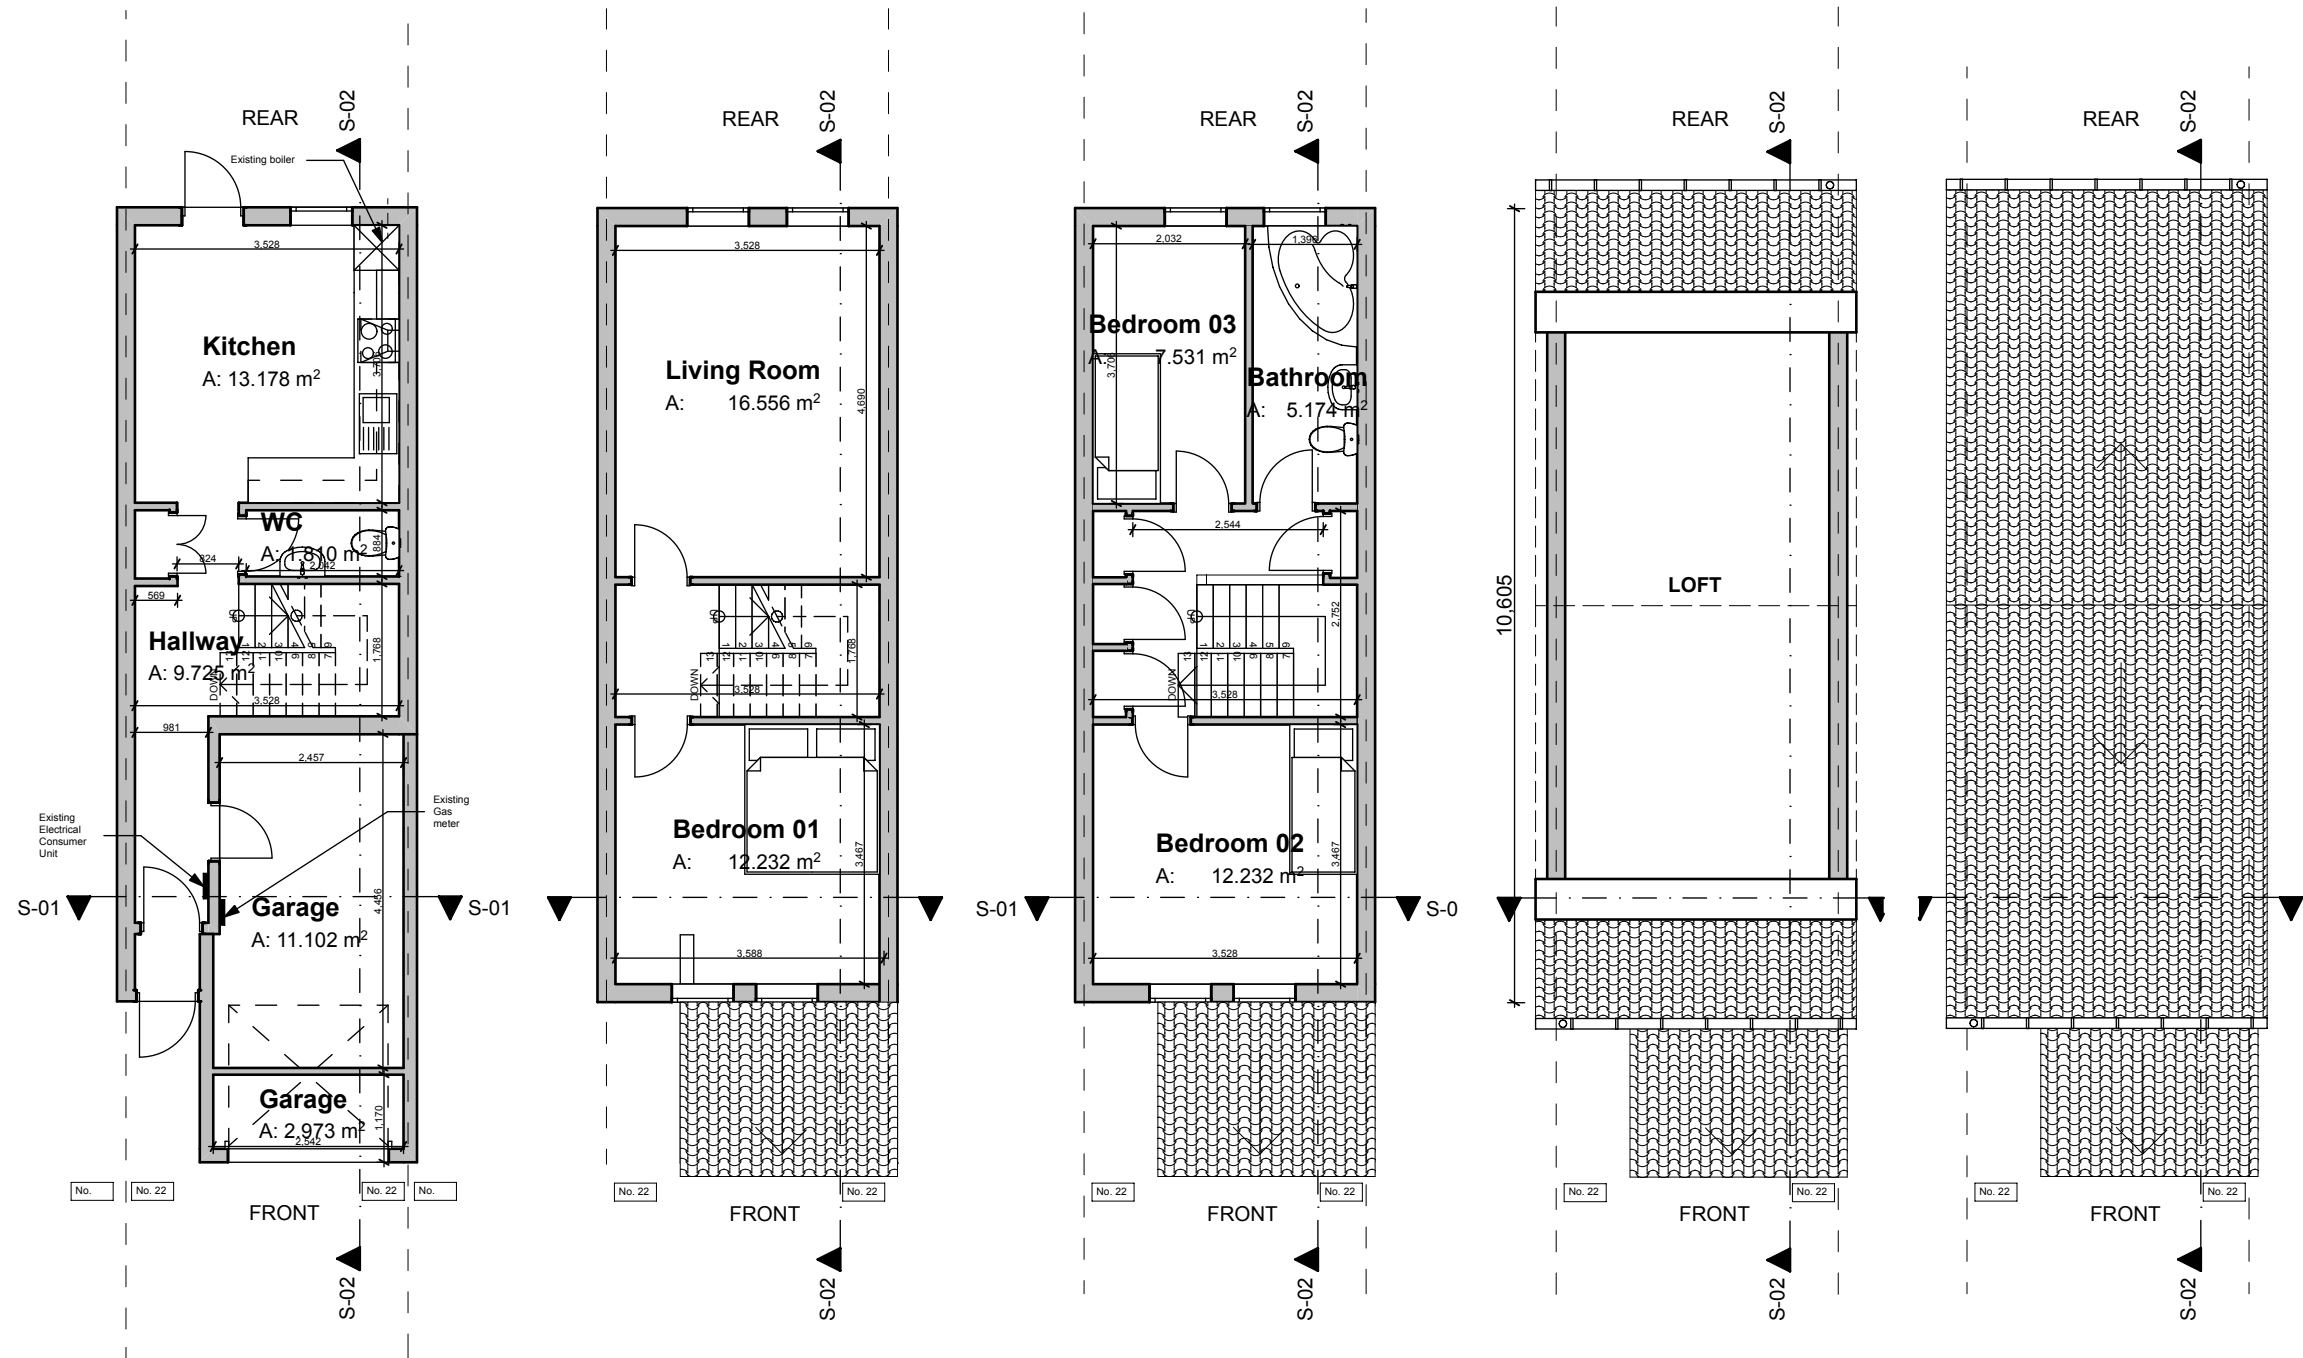 REAR
S-02
Existing boiler
3,528
Kitchen
A: 13.178 m²
WC
A: 1.810 m²
884
824
2,042
569
UP
Hallway
A: 9.725 m²
1,768
DOWN
3,528
981
2,457
Existing
Electrical
Consumer
Unit
Existing
Gas
meter
S-01
S-01
Garage
A: 11.102 m²
4,456
Garage
A: 2.973 m²
1,170
2,542
No.
No. 22
No. 22
No.
FRONT
S-02
REAR
S-02
3,528
Living Room
A: 16.556 m²
4,690
UP
1,768
DOWN
3,528
Bedroom 01
A: 12.232 m²
3,467
3,588
No. 22
No. 22
FRONT
S-02
REAR
S-02
2,032
1,396
Bedroom 03
A: 7.531 m²
3,706
Bathroom
A: 5.174 m²
2,544
2,752
UP
DOWN
3,528
Bedroom 02
A: 12.232 m²
3,467
S-01
S-0
3,528
No. 22
No. 22
FRONT
S-02
REAR
S-02
10,605
LOFT
No. 22
No. 22
FRONT
S-02
REAR
S-02
No. 22
No. 22
FRONT
S-02